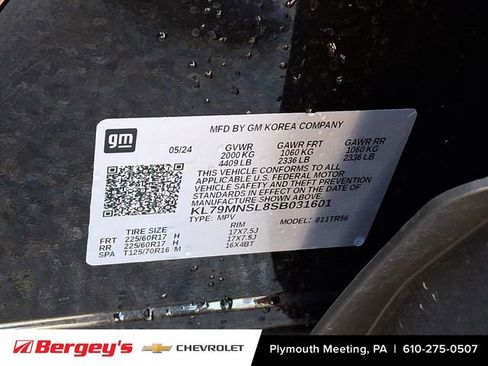 MFD BY GM KOREA COMPANY
gm
05/24 GVWR GAWR FRT GAWR RR
2000 KG 1060 KG 1060 KG
4409 LB 2336 LB 2336 LB
THIS VEHICLE CONFORMS TO ALL
APPLICABLE U.S. FEDERAL MOTOR
VEHICLE SAFETY AND THEFT PREVENTION
STANDARDS IN EFFECT ON THE DATE OF
MANUFACTURE SHOWN ABOVE.
KL79MNSL8SB031601
TYPE: MPV MODEL: 811TR56
TIRE SIZE RIM
FRT 225/60R17 H 17X7.5J
RR 225/60R17 H 17X7.5J
SPA T125/70R16 M 16X4BT
Bergey's CHEVROLET Plymouth Meeting, PA | 610-275-0507